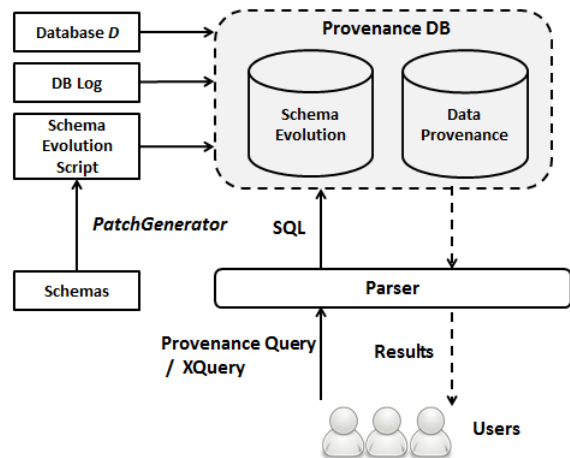 Database D
Provenance DB
DB Log
Schema
Evolution
Script
Schema
Evolution
Data
Provenance
PatchGenerator
SQL
Schemas
Parser
Provenance Query
/ XQuery
Results
Users